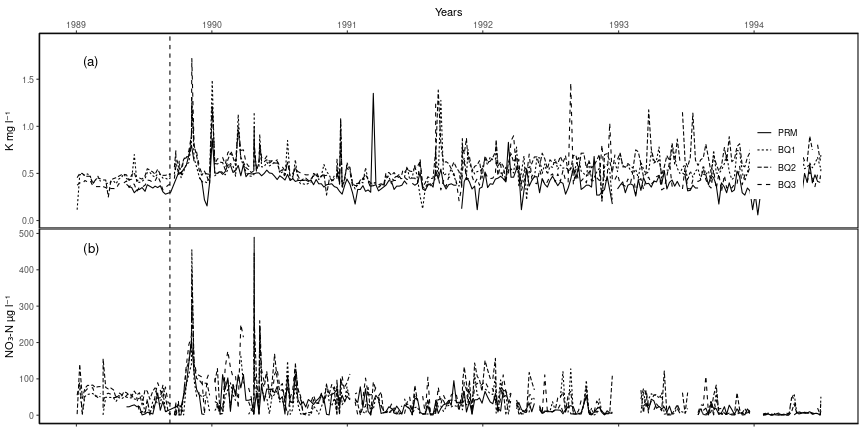 Years
1989 1990 1991 1992 1993 1994
(a)
K mg l⁻¹
1.5
1.0
0.5
0.0
PRM
BQ1
BQ2
BQ3
(b)
NO₃-N µg l⁻¹
500
400
300
200
100
0